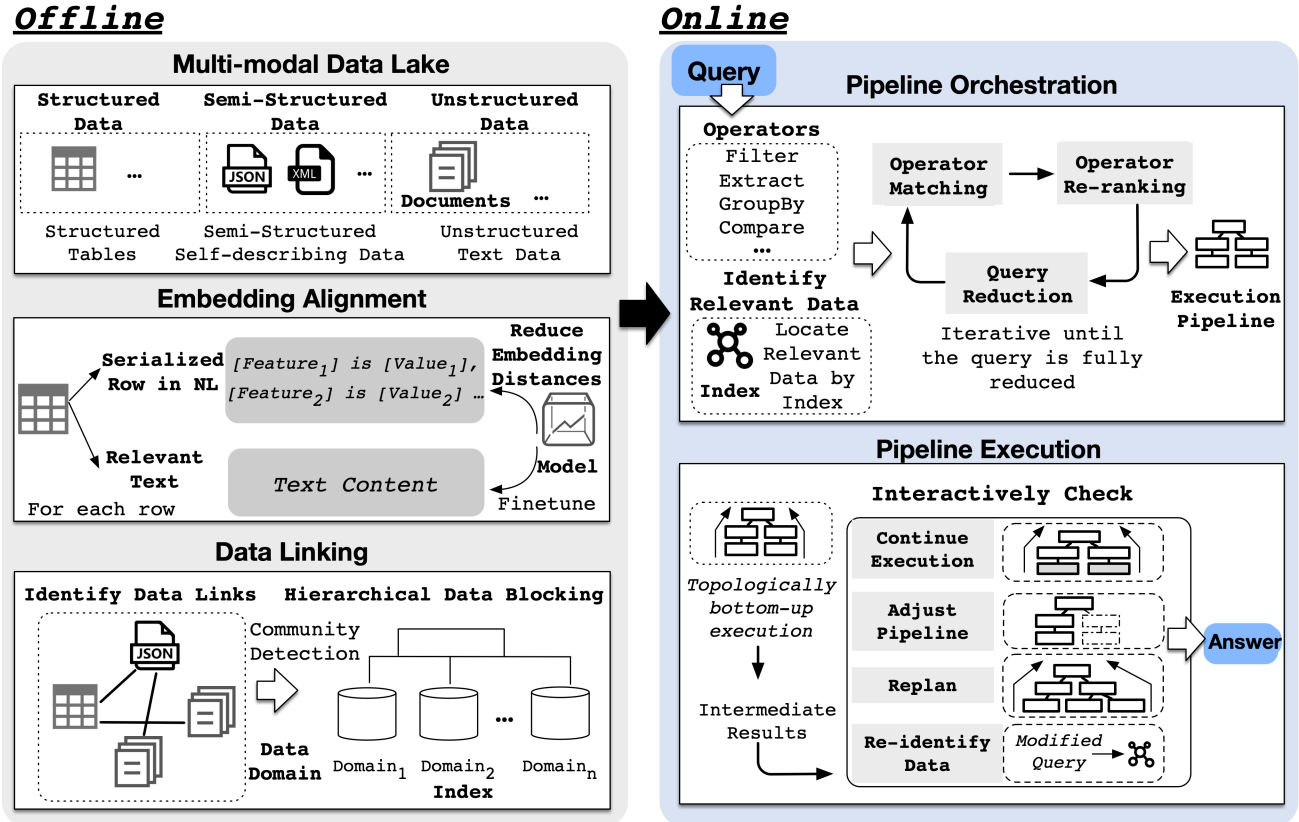 Offline
Multi-modal Data Lake
Structured
Data
Semi-Structured
Data
Unstructured
Data
...
JSON
XML
...
Documents
...
Structured
Tables
Semi-Structured
Self-describing Data
Unstructured
Text Data
Embedding Alignment
Serialized
Row in NL
[Feature1] is [Value1],
[Feature2] is [Value2] …
Reduce
Embedding
Distances
Relevant
Text
Text Content
Model
Finetune
For each row
Data Linking
Identify Data Links
Hierarchical Data Blocking
JSON
Community
Detection
...
Data
Domain
Domain1
Domain2
Domainn
Index
Online
Query
Pipeline Orchestration
Operators
Filter
Extract
GroupBy
Compare
...
Identify
Relevant Data
Index
Locate
Relevant
Data by
Index
Operator
Matching
Operator
Re-ranking
Query
Reduction
Iterative until
the query is fully
reduced
Execution
Pipeline
Pipeline Execution
Interactively Check
Topologically
bottom-up
execution
Intermediate
Results
Continue
Execution
Adjust
Pipeline
Replan
Re-identify
Data
Modified
Query
Answer